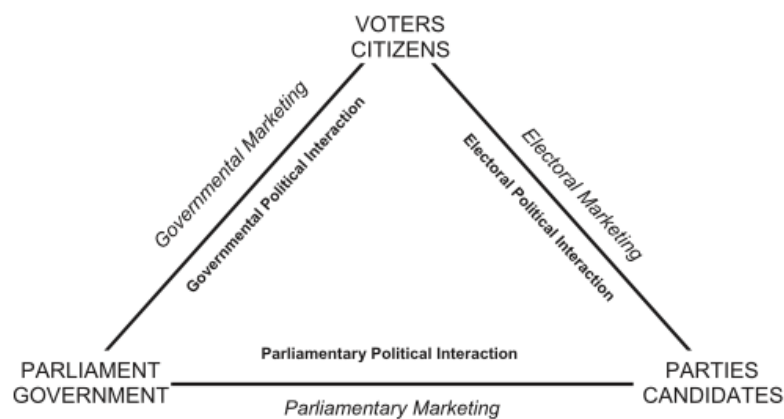 VOTERS
CITIZENS
Governmental Marketing
Governmental Political Interaction
Electoral Marketing
Electoral Political Interaction
Parliamentary Political Interaction
PARLIAMENT
GOVERNMENT
PARTIES
CANDIDATES
Parliamentary Marketing